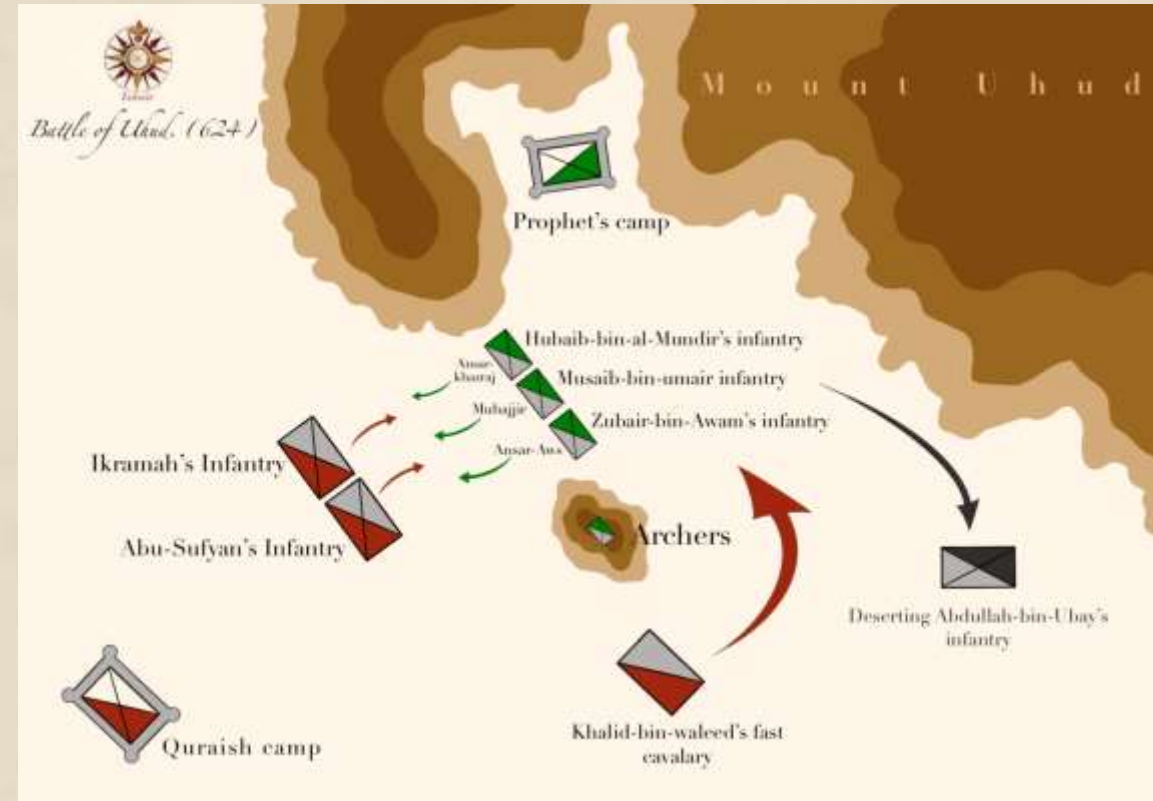 Battle of Uhud. (624)
Mount Uhud
Prophet's camp
Hubaib-bin-al-Mundir's infantry
Ansar-
khazraj
Musaib-bin-umair infantry
Muhajjir
Zubair-bin-Awam's infantry
Ansar-Aws
Ikramah's Infantry
Abu-Sufyan's Infantry
Archers
Deserting Abdullah-bin-Ubay's
infantry
Khalid-bin-waleed's fast
cavalary
Quraish camp